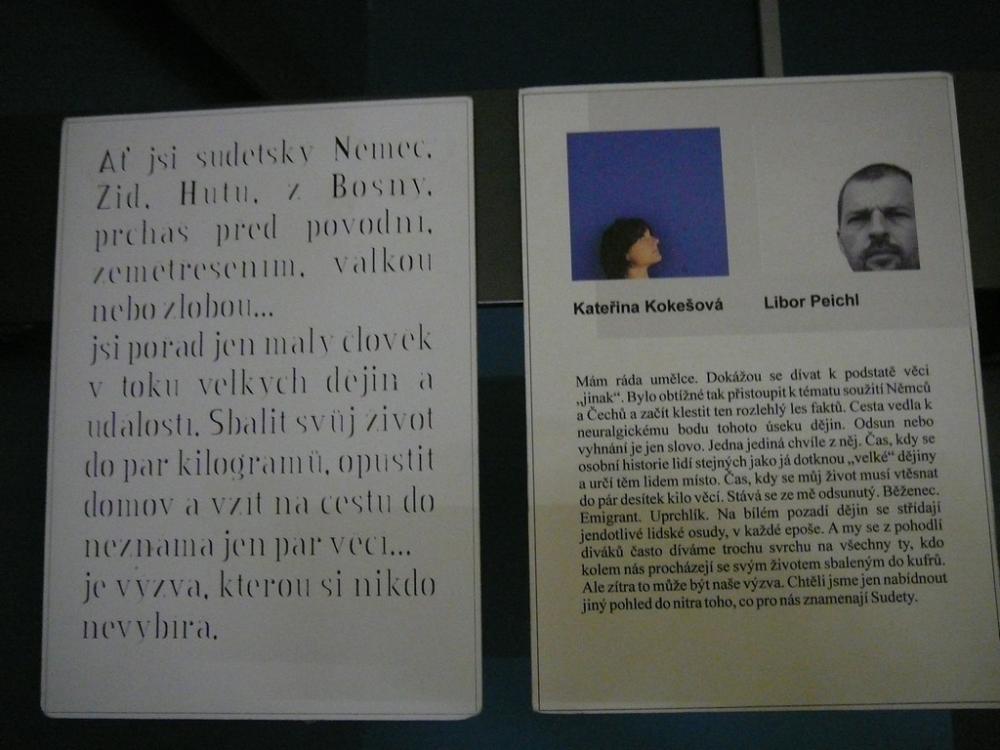 Ať jsi sudetsky Nemec,
Zid, Hutu, z Bosny,
prchas pred povodni,
zemetresenim, valkou
nebo zlobou...
jsi porad jen maly človek
v toku velkych dejin a
udalosti. Sbalit svůj život
do par kilogramů, opustit
domov a vzit na cestu do
neznama jen par věci...
je vyzva, kterou si nikdo
nevybira.
Kateřina Kokešová
Libor Peichl
Mám ráda umělce. Dokážou se dívat k podstatě věci
„jinak“. Bylo obtížné tak přistoupit k tématu soužití Němců
a Čechů a začít klestit ten rozlehlý les faktů. Cesta vedla k
neuralgickému bodu tohoto úseku dějin. Odsun nebo
vyhnání je jen slovo. Jedna jediná chvíle z něj. Čas, kdy se
osobní historie lidí stejných jako já dotknou „velké“ dějiny
a určí těm lidem místo. Čas, kdy se můj život musí vtěsnat
do pár desítek kilo věcí. Stává se ze mě odsunutý. Běženec.
Emigrant. Uprchlík. Na bílém pozadí dějin se střídají
jendotlivé lidské osudy, v každé epoše. A my se z pohodlí
diváků často díváme trochu svrchu na všechny ty, kdo
kolem nás procházejí se svým životem sbaleným do kufrů.
Ale zítra to může být naše výzva. Chtěli jsme jen nabídnout
jiný pohled do nitra toho, co pro nás znamenají Sudety.